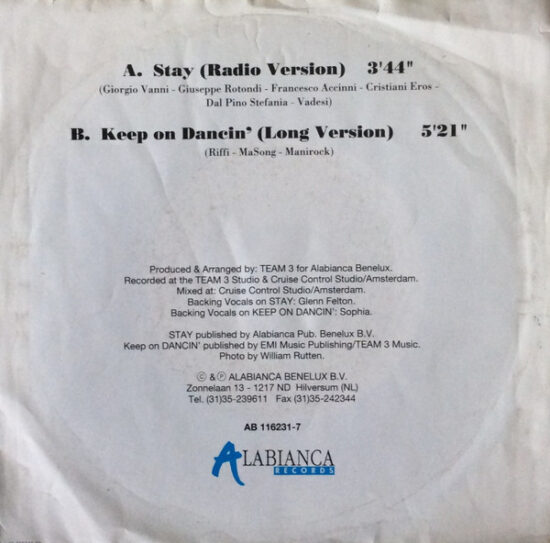 A. Stay (Radio Version) 3'44"
(Giorgio Vanni - Giuseppe Rotondi - Francesco Accinni - Cristiani Eros -
Dal Pino Stefania - Vadesi)
B. Keep on Dancin' (Long Version) 5'21"
(Riffi - MaSong - Manirock)
Produced & Arranged by: TEAM 3 for Alabianca Benelux.
Recorded at the TEAM 3 Studio & Cruise Control Studio/Amsterdam.
Mixed at: Cruise Control Studio/Amsterdam.
Backing Vocals on STAY: Glenn Felton.
Backing Vocals on KEEP ON DANCIN': Sophia.
STAY published by Alabianca Pub. Benelux B.V.
Keep on DANCIN' published by EMI Music Publishing/TEAM 3 Music.
Photo by William Rutten.
© & ℗ ALABIANCA BENELUX B.V.
Zonnelaan 13 - 1217 ND Hilversum (NL)
Tel. (31)35-239611 Fax (31)35-242344
AB 116231-7
ALABIANCA
RECORDS